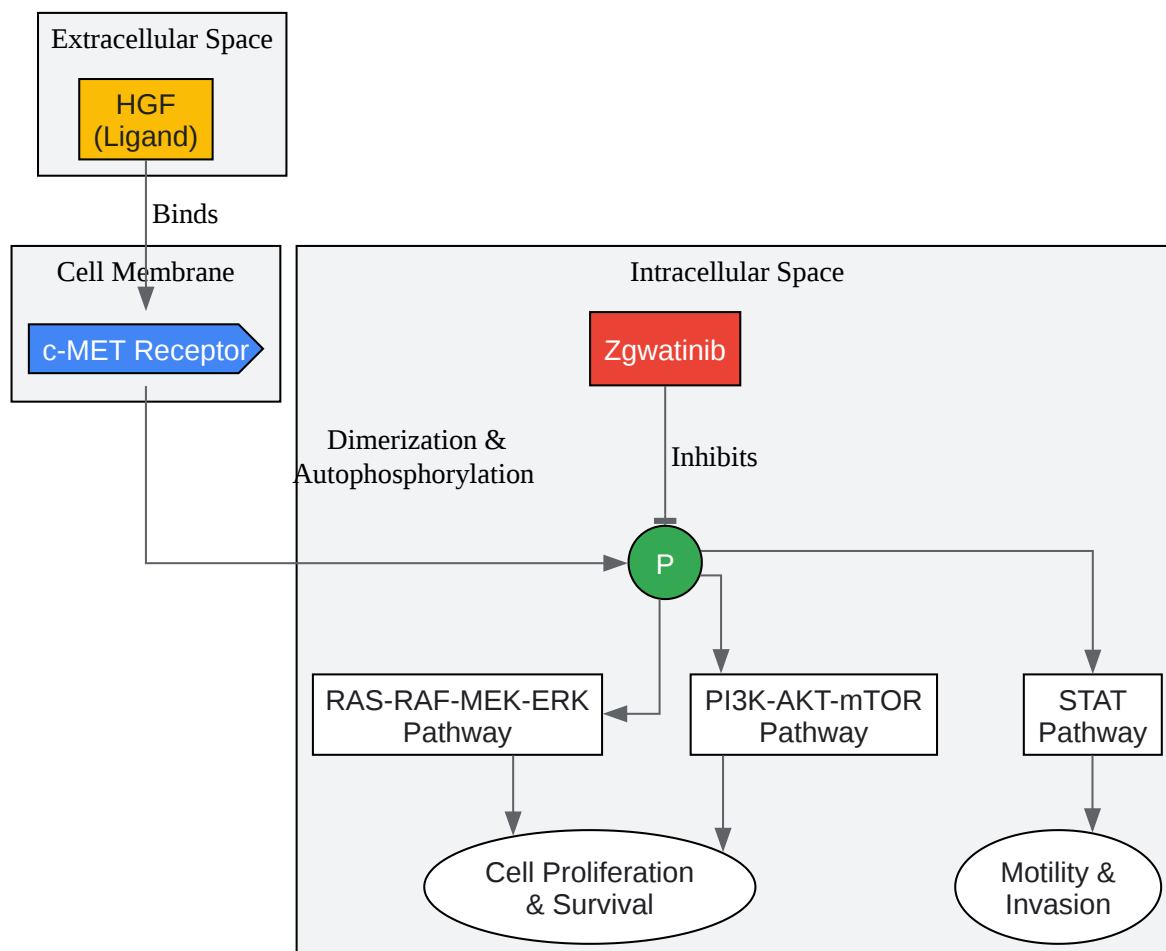 Extracellular Space
HGF
(Ligand)
Binds
Cell Membrane
c-MET Receptor
Intracellular Space
Zgwatinib
Dimerization &
Autophosphorylation
Inhibits
P
RAS-RAF-MEK-ERK
Pathway
PI3K-AKT-mTOR
Pathway
STAT
Pathway
Cell Proliferation
& Survival
Motility &
Invasion